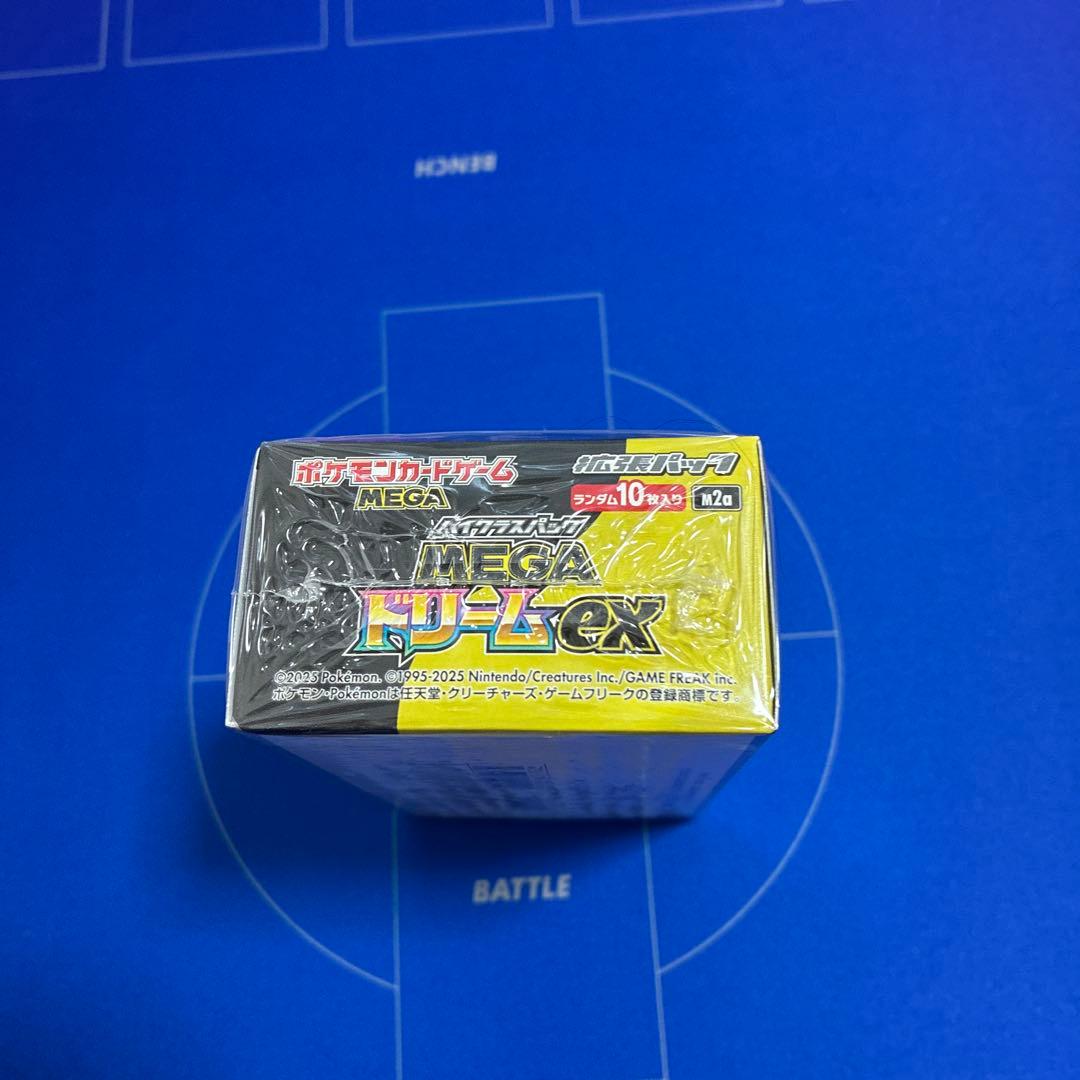 BENCH
ポケモンカードゲーム
MEGA
拡張パック
ランダム10枚入り
M2a
ハイクラスパック
MEGA
ドリームex
©2025 Pokémon. ©1995-2025 Nintendo/Creatures Inc./GAME FREAK inc.
ポケモン・Pokémonは任天堂・クリーチャーズ・ゲームフリークの登録商標です。
BATTLE